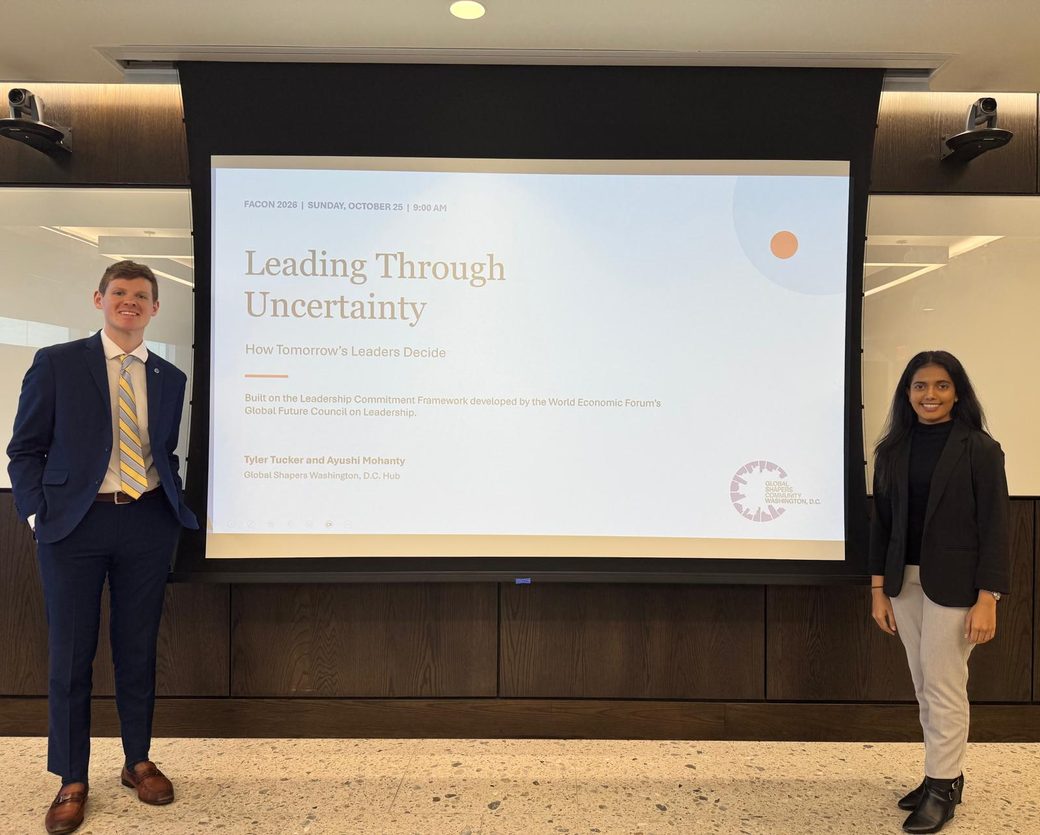 FACON 2026 | SUNDAY, OCTOBER 25 | 9:00 AM
Leading Through
Uncertainty
How Tomorrow's Leaders Decide
Built on the Leadership Commitment Framework developed by the World Economic Forum's
Global Future Council on Leadership.
Tyler Tucker and Ayushi Mohanty
Global Shapers Washington, D.C. Hub
GLOBAL
SHAPERS
COMMUNITY
WASHINGTON, D.C.